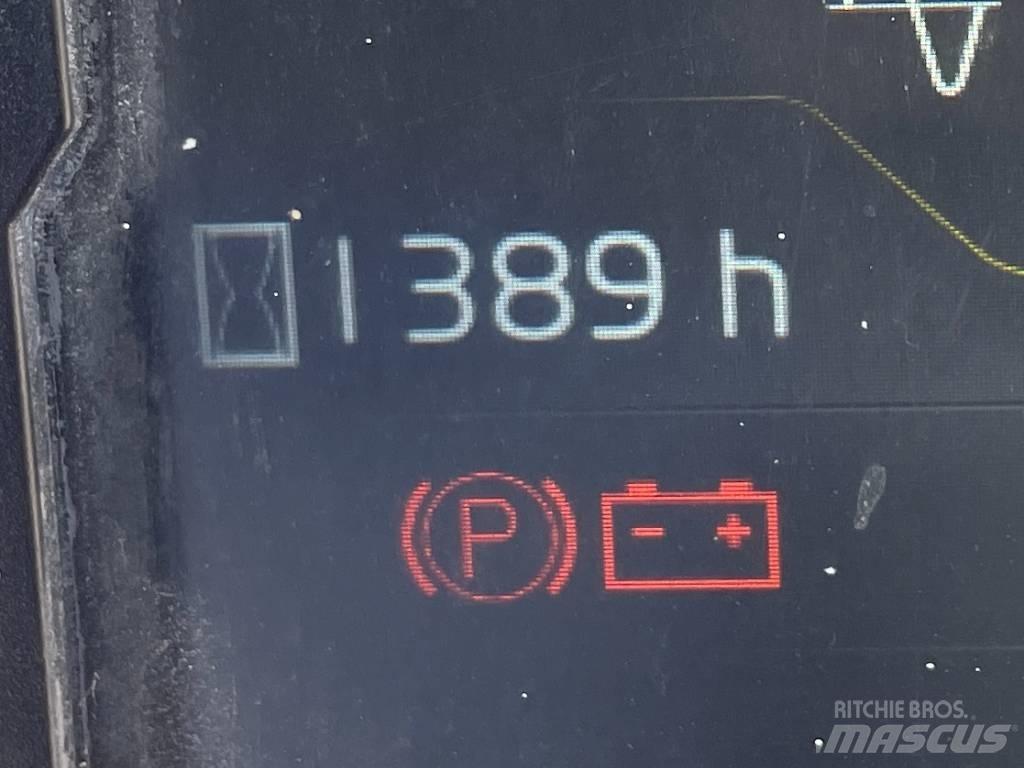 1389 h
P
- +
RITCHIE BROS.
MASCUS